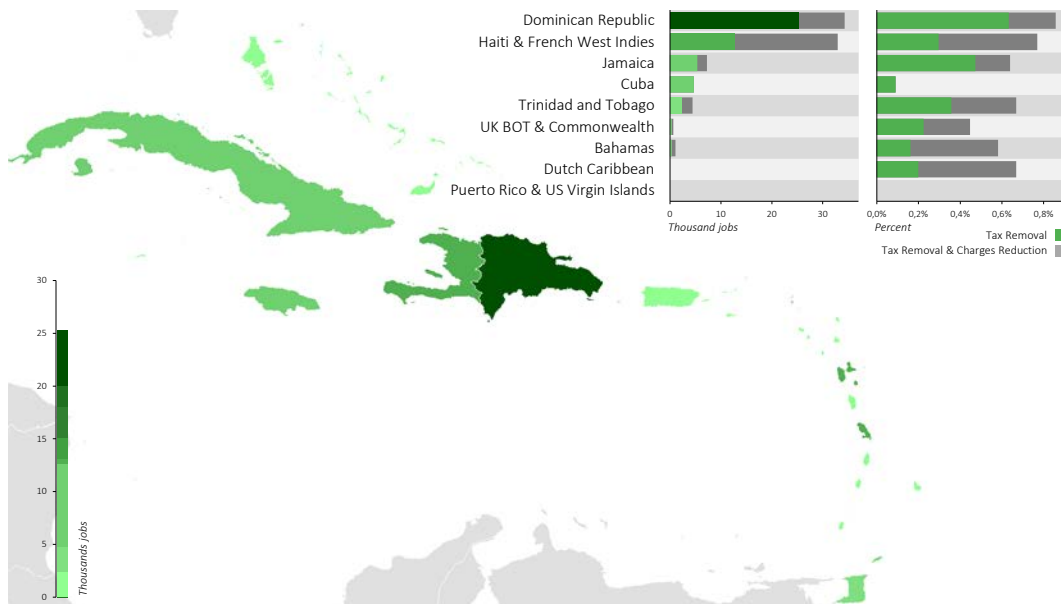 Dominican Republic
Haiti & French West Indies
Jamaica
Cuba
Trinidad and Tobago
UK BOT & Commonwealth
Bahamas
Dutch Caribbean
Puerto Rico & US Virgin Islands
0 10 20 30
Thousand jobs
0,0% 0,2% 0,4% 0,6% 0,8%
Percent
Tax Removal
Tax Removal & Charges Reduction
30
25
20
15
10
5
0
Thousands jobs